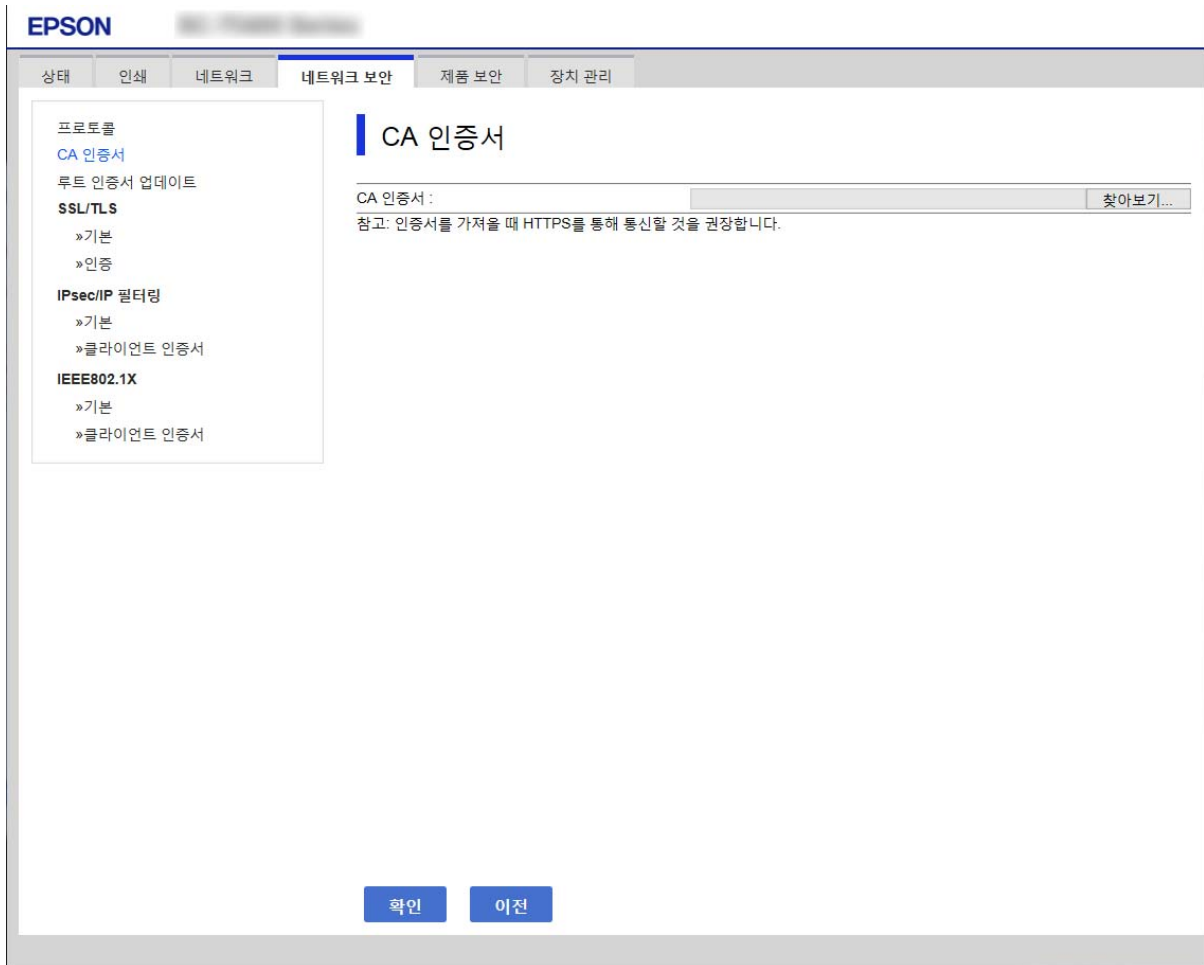 EPSON
상태 인쇄 네트워크 네트워크 보안 제품 보안 장치 관리
프로토콜
CA 인증서
루트 인증서 업데이트
SSL/TLS
»기본
»인증
IPsec/IP 필터링
»기본
»클라이언트 인증서
IEEE802.1X
»기본
»클라이언트 인증서
CA 인증서
CA 인증서 : 찾아보기...
참고: 인증서를 가져올 때 HTTPS를 통해 통신할 것을 권장합니다.
확인 이전